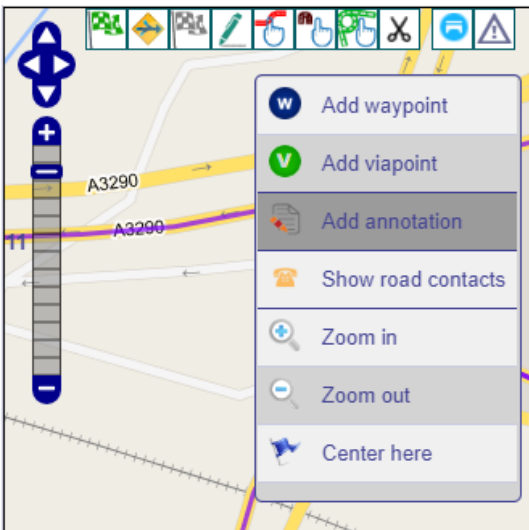 W Add waypoint
V Add viapoint
A3290
Add annotation
A3290
11
Show road contacts
Zoom in
Zoom out
Center here